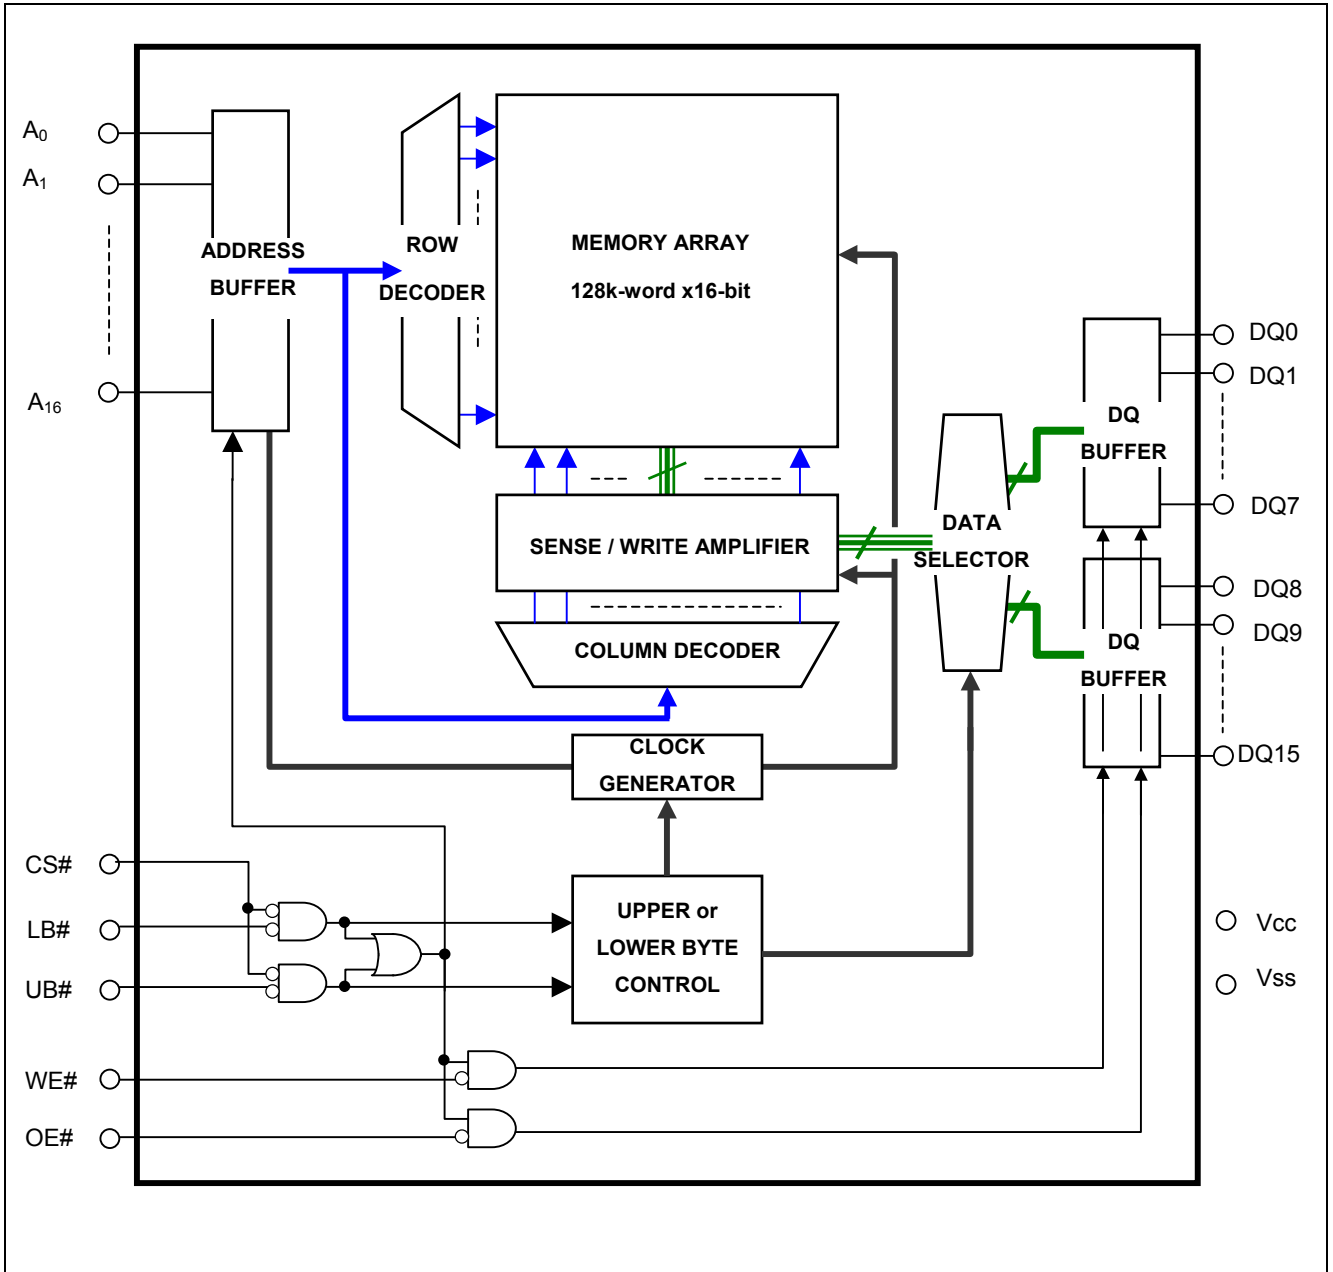 A0
A1
A16
ADDRESS
BUFFER
ROW
DECODER
MEMORY ARRAY
128k-word x16-bit
SENSE / WRITE AMPLIFIER
COLUMN DECODER
CLOCK
GENERATOR
DATA
SELECTOR
DQ
BUFFER
DQ
BUFFER
DQ0
DQ1
DQ7
DQ8
DQ9
DQ15
CS#
LB#
UB#
WE#
OE#
UPPER or
LOWER BYTE
CONTROL
Vcc
Vss